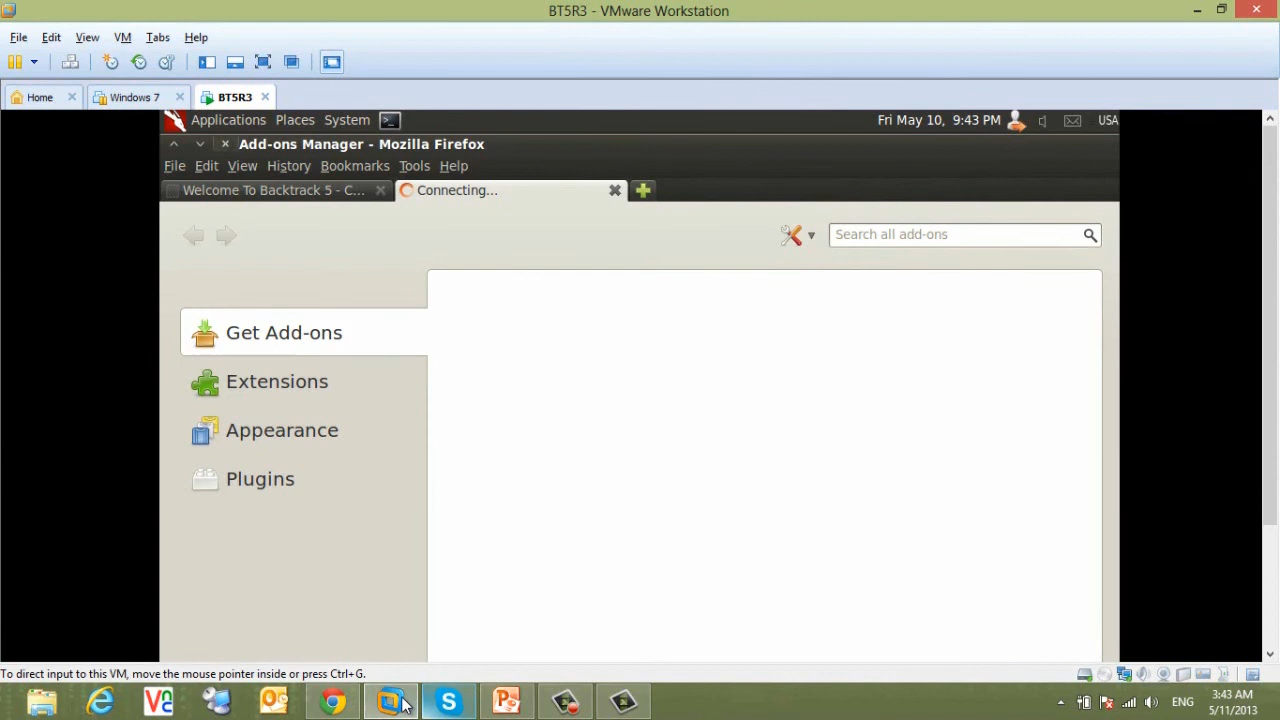 BT5R3 - VMware Workstation
File Edit View VM Tabs Help
Home Windows 7 BT5R3
Applications Places System Fri May 10, 9:43 PM USA
Add-ons Manager - Mozilla Firefox
File Edit View History Bookmarks Tools Help
Welcome To Backtrack 5 - C... Connecting...
Search all add-ons
Get Add-ons
Extensions
Appearance
Plugins
To direct input to this VM, move the mouse pointer inside or press Ctrl+G.
ENG 3:43 AM
5/11/2013